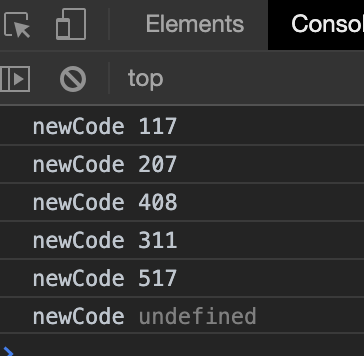 Elements Consol
top
newCode 117
newCode 207
newCode 408
newCode 311
newCode 517
newCode undefined